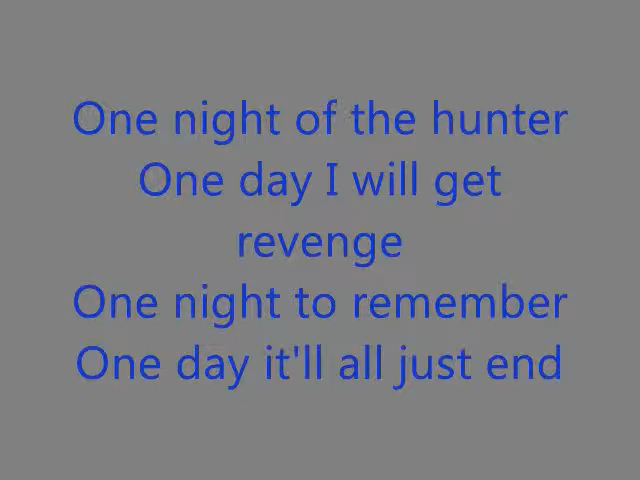 One night of the hunter
One day I will get
revenge
One night to remember
One day it'll all just end